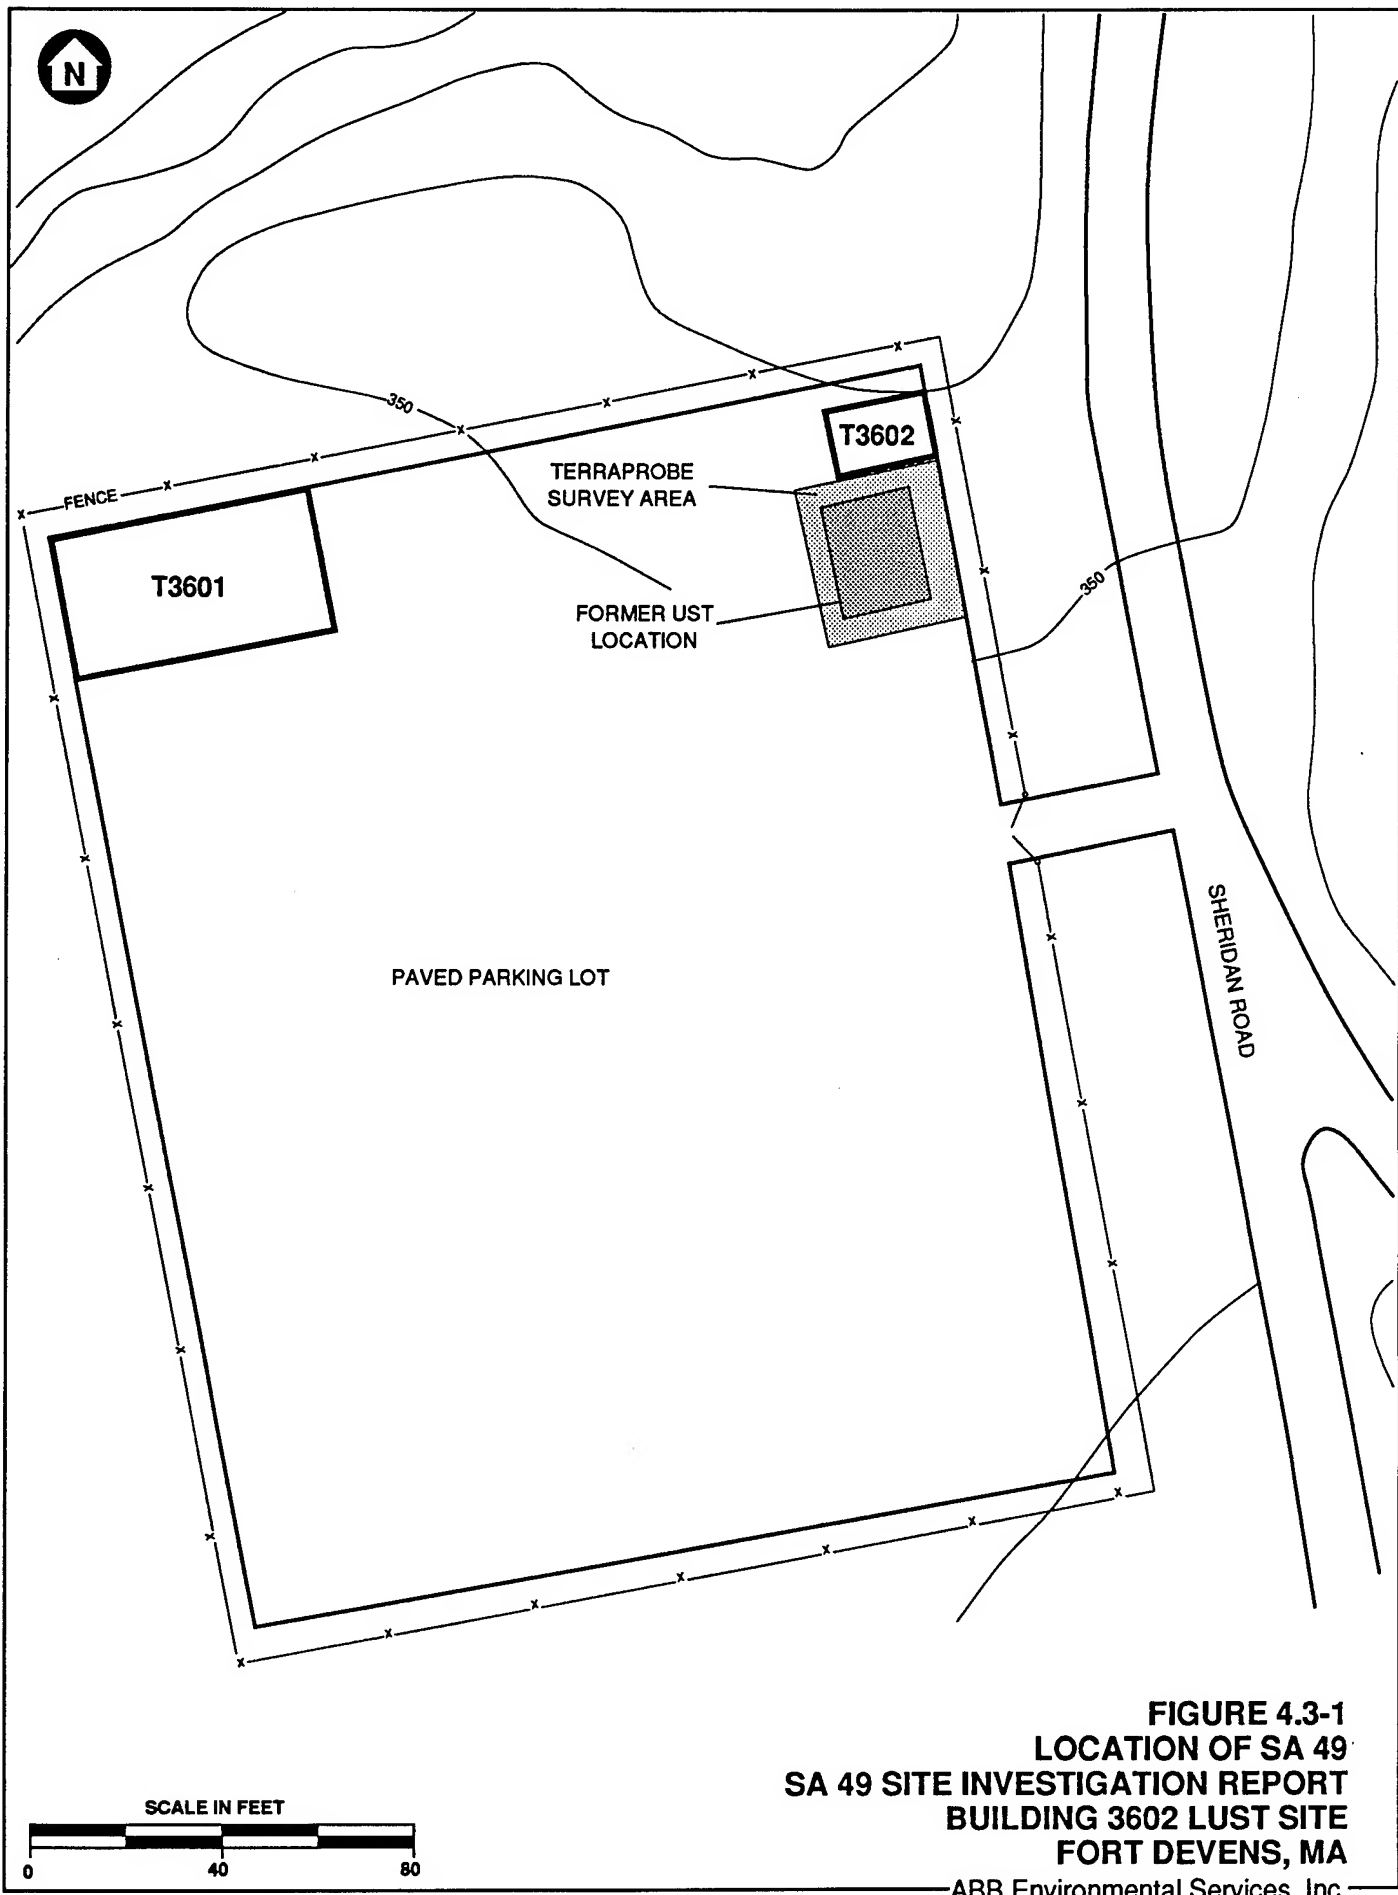 N
350
FENCE
T3601
T3602
TERRAPROBE
SURVEY AREA
FORMER UST
LOCATION
350
SHERIDAN ROAD
PAVED PARKING LOT
FIGURE 4.3-1
LOCATION OF SA 49
SA 49 SITE INVESTIGATION REPORT
BUILDING 3602 LUST SITE
FORT DEVENS, MA
SCALE IN FEET
0 40 80
ABB Environmental Services, Inc.